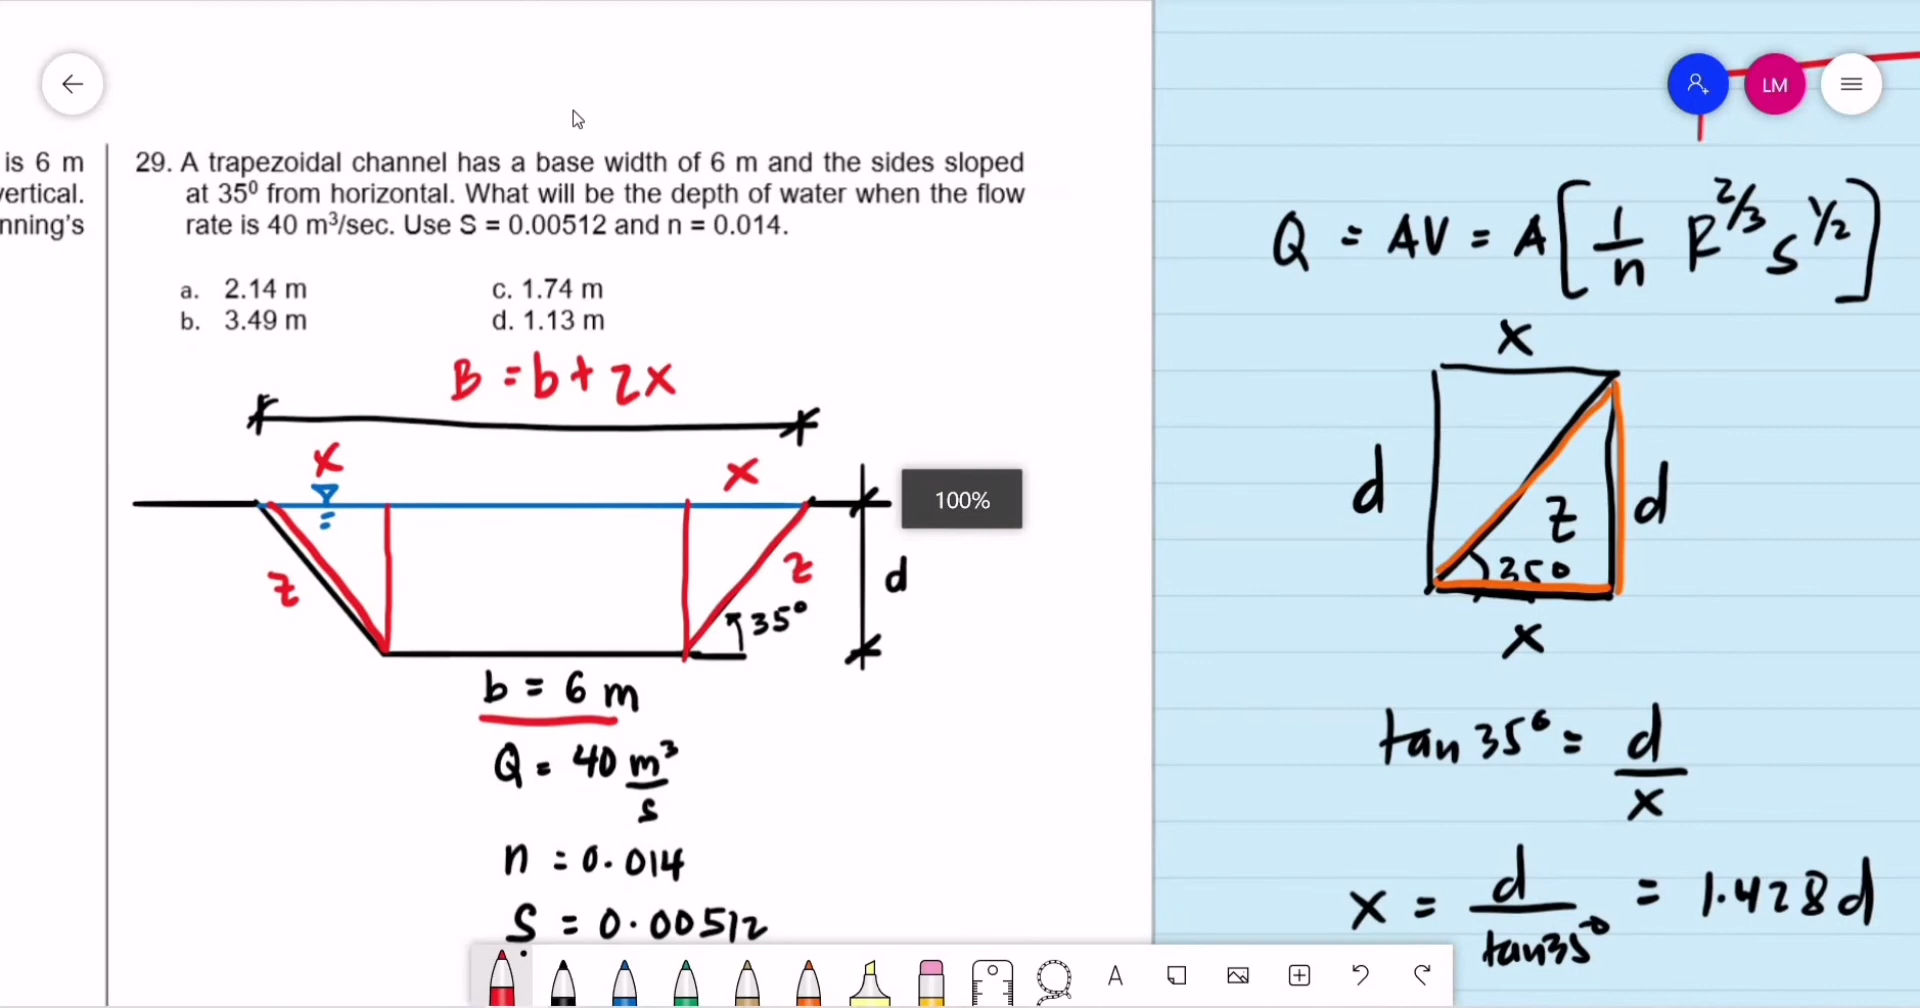 is 6 m
vertical.
nning's
29. A trapezoidal channel has a base width of 6 m and the sides sloped
at 35⁰ from horizontal. What will be the depth of water when the flow
rate is 40 m³/sec. Use S = 0.00512 and n = 0.014.
a. 2.14 m
c. 1.74 m
b. 3.49 m
d. 1.13 m
B = b + 2x
x
x
z
z
35°
d
b = 6 m
Q = 40 m³/s
n = 0.014
S = 0.00512
100%
LM
Q = AV = A[1/n R^2/3 S^1/2]
x
d
z
d
35°
x
tan 35° = d/x
x = d/tan35° = 1.428d
A